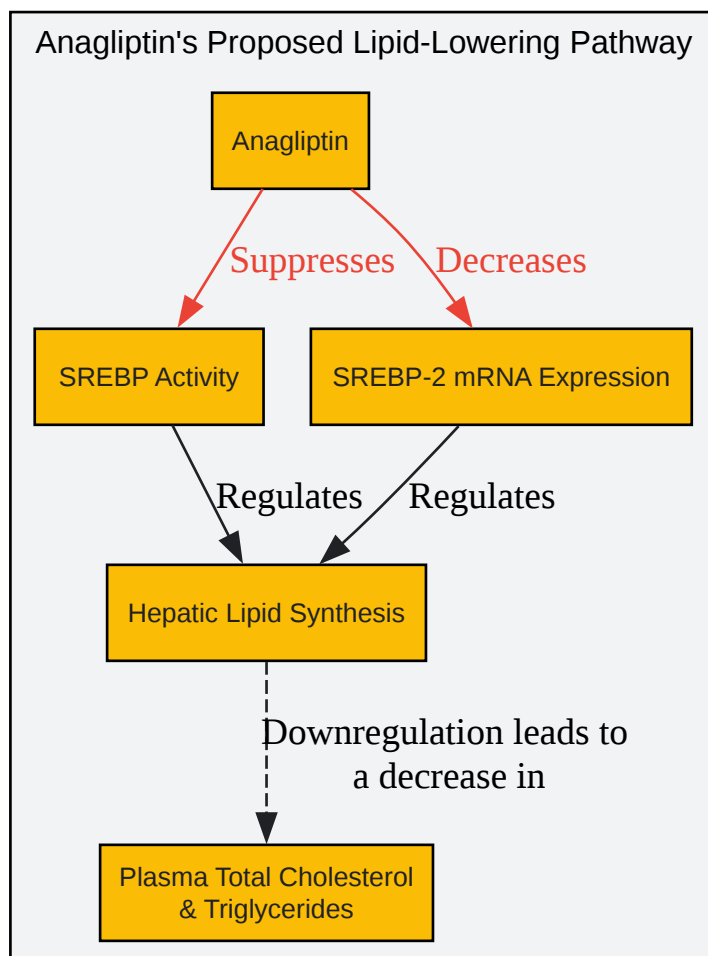 Anagliptin's Proposed Lipid-Lowering Pathway
Anagliptin
Suppresses
Decreases
SREBP Activity
SREBP-2 mRNA Expression
Regulates
Regulates
Hepatic Lipid Synthesis
Downregulation leads to
a decrease in
Plasma Total Cholesterol
& Triglycerides